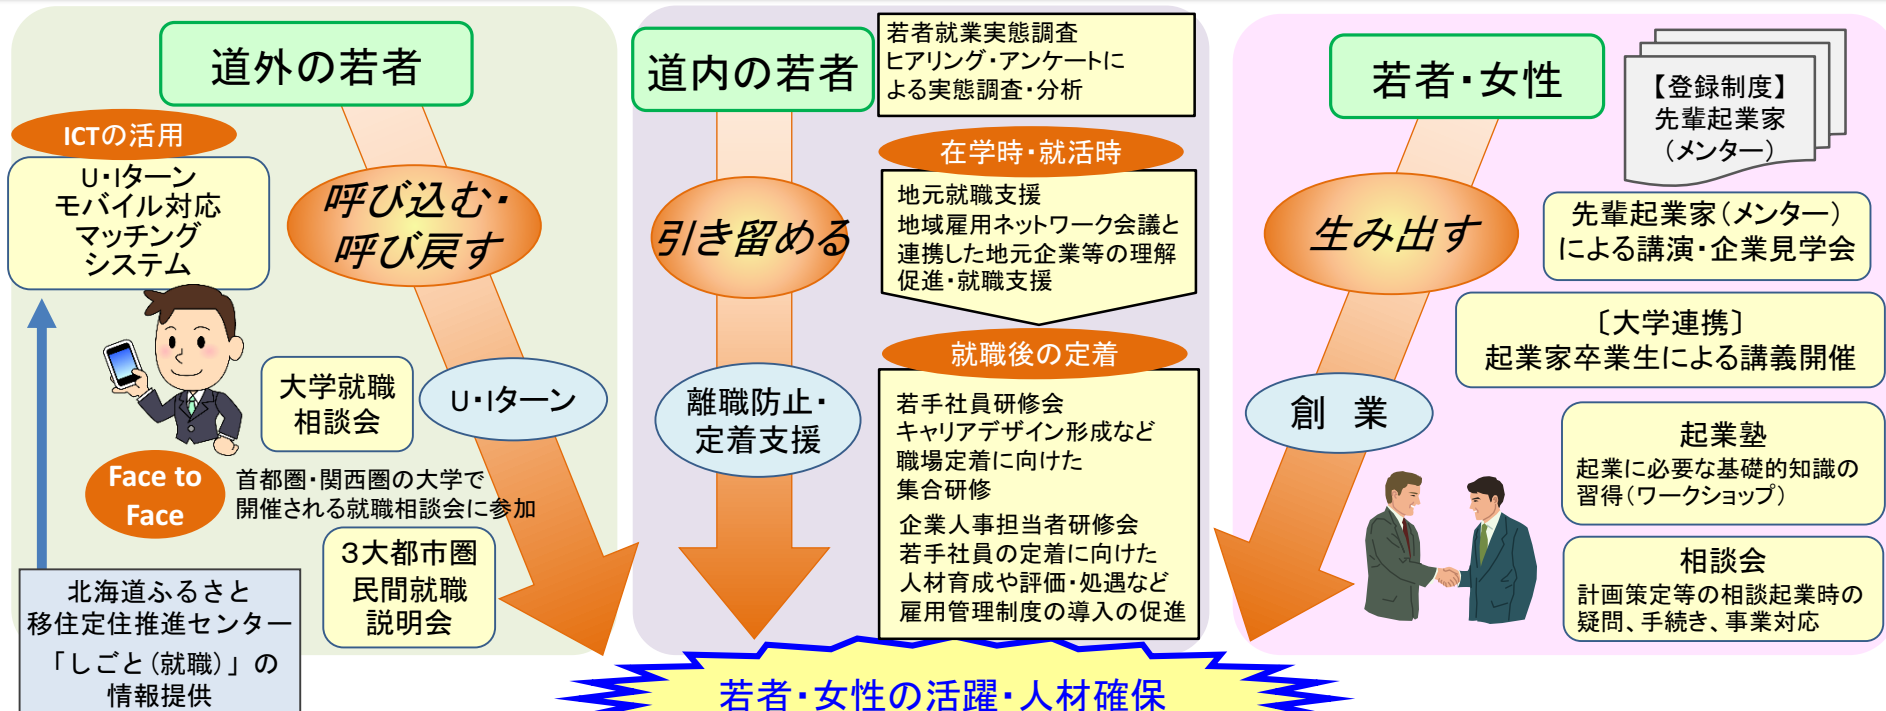 道外の若者
ICTの活用
U・Iターン
モバイル対応
マッチング
システム
呼び込む・
呼び戻す
大学就職
相談会
U・Iターン
Face to
Face
首都圏・関西圏の大学で
開催される就職相談会に参加
3大都市圏
民間就職
説明会
北海道ふるさと
移住定住推進センター
「しごと(就職)」の
情報提供
道内の若者
若者就業実態調査
ヒアリング・アンケートに
よる実態調査・分析
引き留める
在学時・就活時
地元就職支援
地域雇用ネットワーク会議と
連携した地元企業等の理解
促進・就職支援
離職防止・
定着支援
就職後の定着
若手社員研修会
キャリアデザイン形成など
職場定着に向けた
集合研修
企業人事担当者研修会
若手社員の定着に向けた
人材育成や評価・処遇など
雇用管理制度の導入の促進
若者・女性
【登録制度】
先輩起業家
(メンター)
生み出す
先輩起業家(メンター)
による講演・企業見学会
〔大学連携〕
起業家卒業生による講義開催
創 業
起業塾
起業に必要な基礎的知識の
習得(ワークショップ)
相談会
計画策定等の相談起業時の
疑問、手続き、事業対応
若者・女性の活躍・人材確保